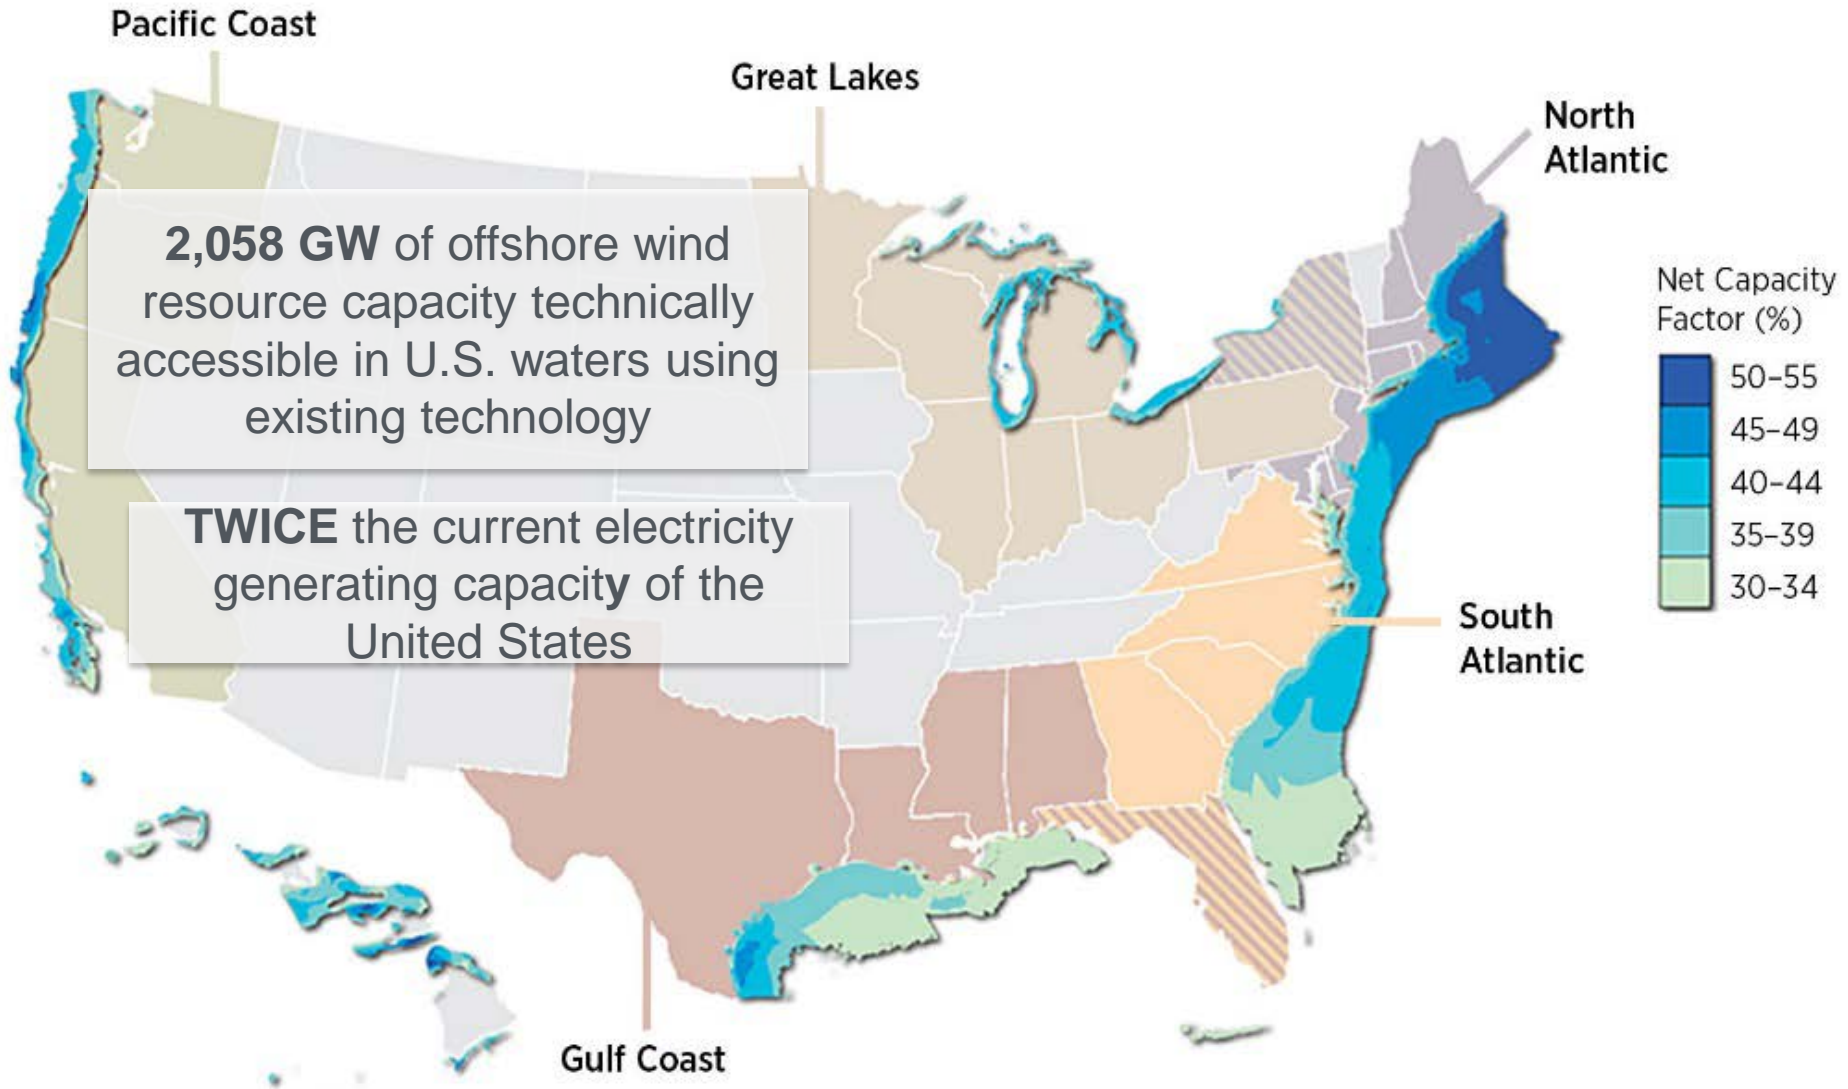 Pacific Coast
Great Lakes
North
Atlantic
2,058 GW of offshore wind
resource capacity technically
accessible in U.S. waters using
existing technology
Net Capacity
Factor (%)
50–55
45–49
40–44
35–39
30–34
TWICE the current electricity
generating capacity of the
United States
South
Atlantic
Gulf Coast